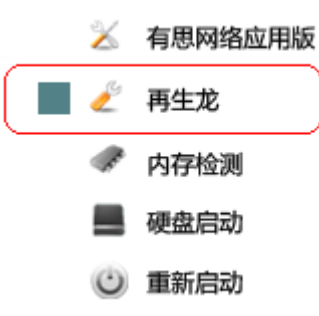 有思网络应用版
再生龙
内存检测
硬盘启动
重新启动